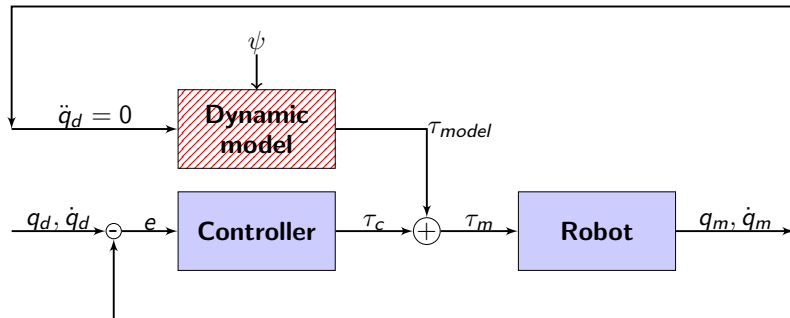 ψ
q̈_d = 0
Dynamic
model
τ_model
q_d, q̇_d
-
e
Controller
τ_c
+
τ_m
Robot
q_m, q̇_m